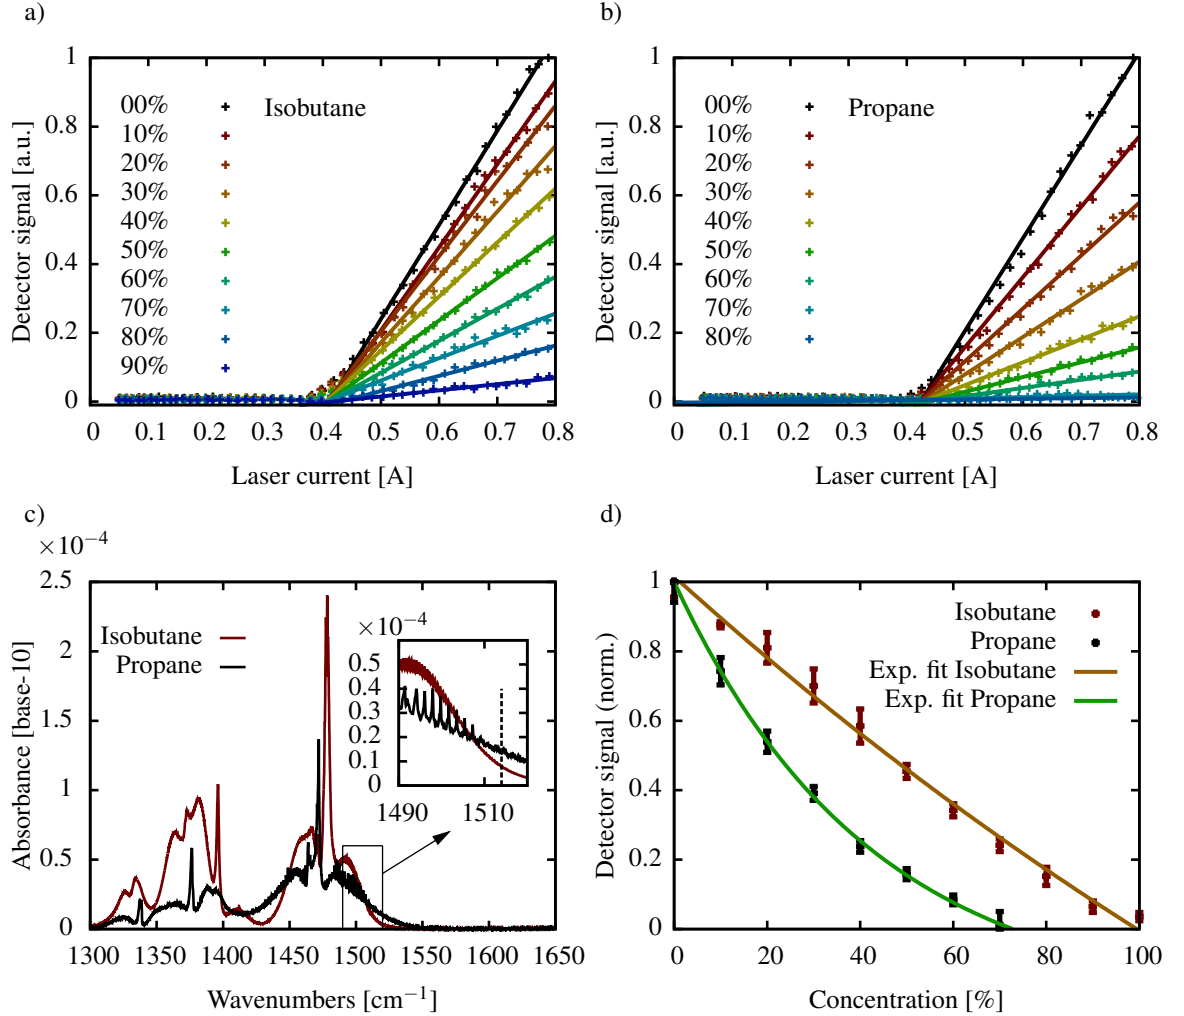 a)
1
0.8
0.6
0.4
0.2
0
Detector signal [a.u.]
00%
10%
20%
30%
40%
50%
60%
70%
80%
90%
Isobutane
0 0.1 0.2 0.3 0.4 0.5 0.6 0.7 0.8
Laser current [A]
b)
1
0.8
0.6
0.4
0.2
0
Detector signal [a.u.]
00%
10%
20%
30%
40%
50%
60%
70%
80%
Propane
0 0.1 0.2 0.3 0.4 0.5 0.6 0.7 0.8
Laser current [A]
c)
×10⁻⁴
2.5
2
1.5
1
0.5
0
Absorbance [base-10]
Isobutane
Propane
×10⁻⁴
0.5
0.4
0.3
0.2
0.1
0
1490 1510
1300 1350 1400 1450 1500 1550 1600 1650
Wavenumbers [cm⁻¹]
d)
1
0.8
0.6
0.4
0.2
0
Detector signal (norm.)
Isobutane
Propane
Exp. fit Isobutane
Exp. fit Propane
0 20 40 60 80 100
Concentration [%]